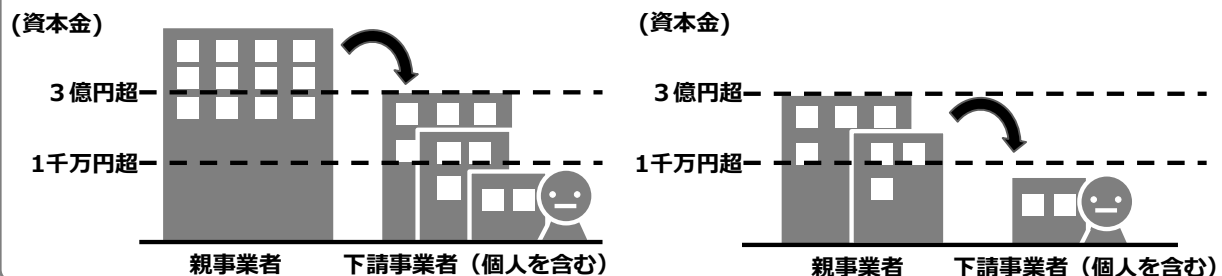 (資本金)
3億円超
1千万円超
親事業者 下請事業者（個人を含む）
(資本金)
3億円超
1千万円超
親事業者 下請事業者（個人を含む）